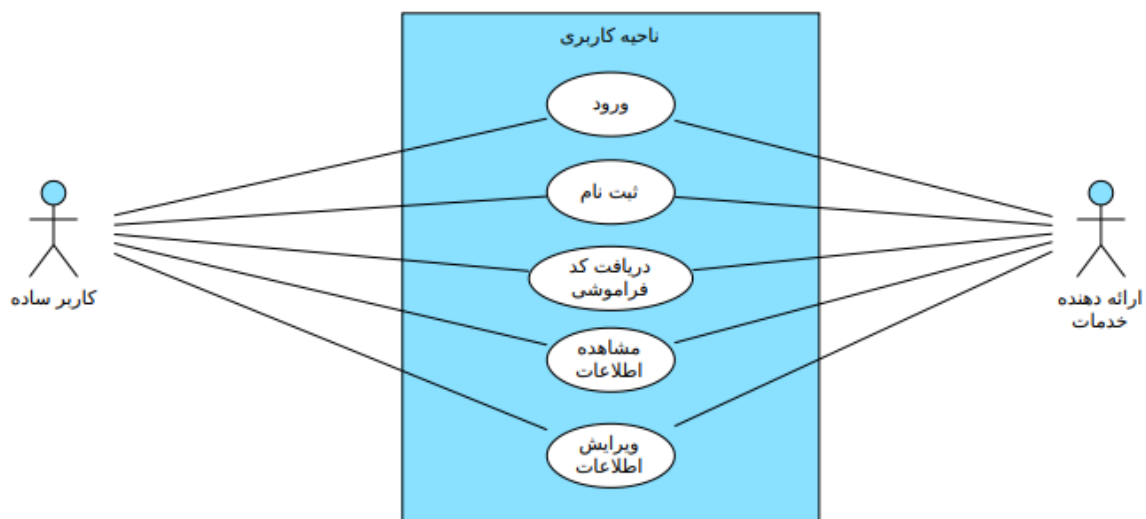 ناحیه کاربری
ورود
ثبت نام
دریافت کد
فراموشی
مشاهده
اطلاعات
ویرایش
اطلاعات
کاربر ساده
ارائه دهنده
خدمات